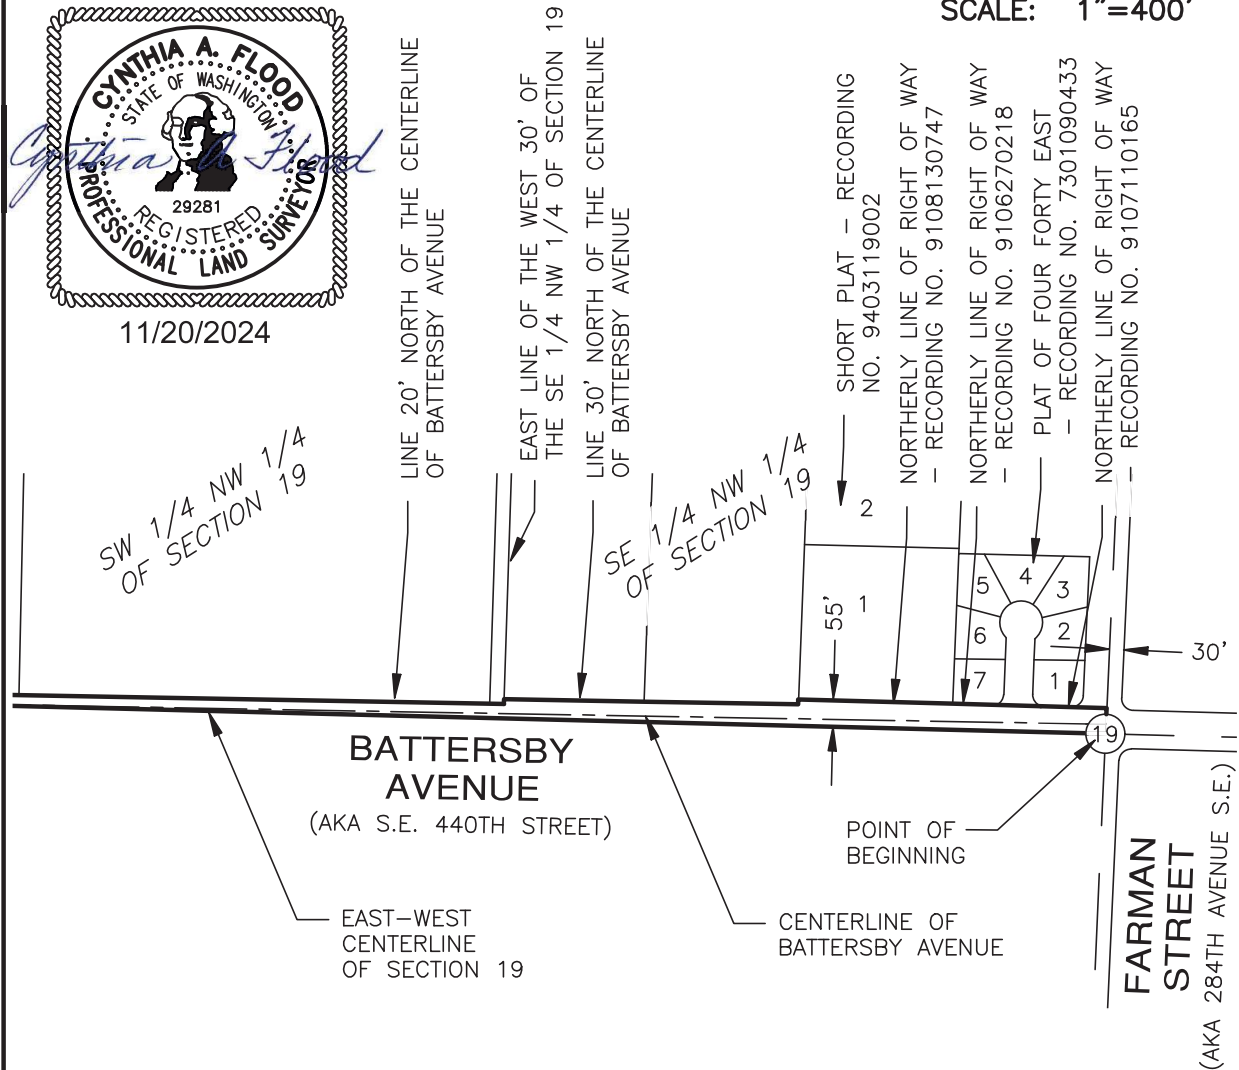 SCALE: 1"=400'
CYNTHIA A. FLOOD
STATE OF WASHINGTON
Cynthia A Flood
29281
REGISTERED
PROFESSIONAL LAND SURVEYOR
11/20/2024
LINE 20' NORTH OF THE CENTERLINE
OF BATTERSBY AVENUE
EAST LINE OF THE WEST 30' OF
THE SE 1/4 NW 1/4 OF SECTION 19
LINE 30' NORTH OF THE CENTERLINE
OF BATTERSBY AVENUE
SHORT PLAT – RECORDING
NO. 9403119002
NORTHERLY LINE OF RIGHT OF WAY
– RECORDING NO. 9108130747
NORTHERLY LINE OF RIGHT OF WAY
– RECORDING NO. 9106270218
PLAT OF FOUR FORTY EAST
– RECORDING NO. 7301090433
NORTHERLY LINE OF RIGHT OF WAY
– RECORDING NO. 9107110165
SW 1/4 NW 1/4
OF SECTION 19
SE 1/4 NW 1/4
OF SECTION 19
2
1
55'
5
4
3
6
2
7
1
30'
19
BATTERSBY
AVENUE
(AKA S.E. 440TH STREET)
POINT OF
BEGINNING
EAST–WEST
CENTERLINE
OF SECTION 19
CENTERLINE OF
BATTERSBY AVENUE
FARMAN
STREET
(AKA 284TH AVENUE S.E.)